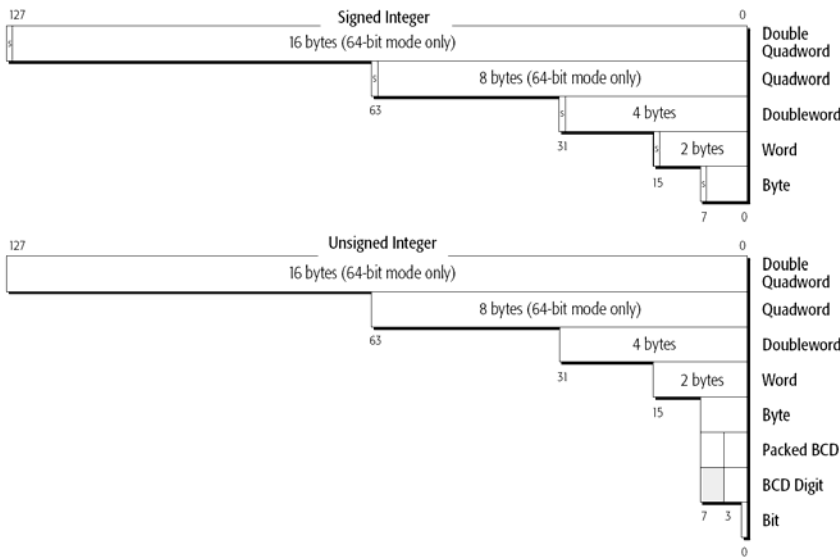 Signed Integer
127
0
s
16 bytes (64-bit mode only)
Double
Quadword
s
8 bytes (64-bit mode only)
Quadword
63
s
4 bytes
Doubleword
31
s
2 bytes
Word
15
s
Byte
7
0
Unsigned Integer
127
0
16 bytes (64-bit mode only)
Double
Quadword
8 bytes (64-bit mode only)
Quadword
63
4 bytes
Doubleword
31
2 bytes
Word
15
Byte
Packed BCD
BCD Digit
7
3
Bit
0